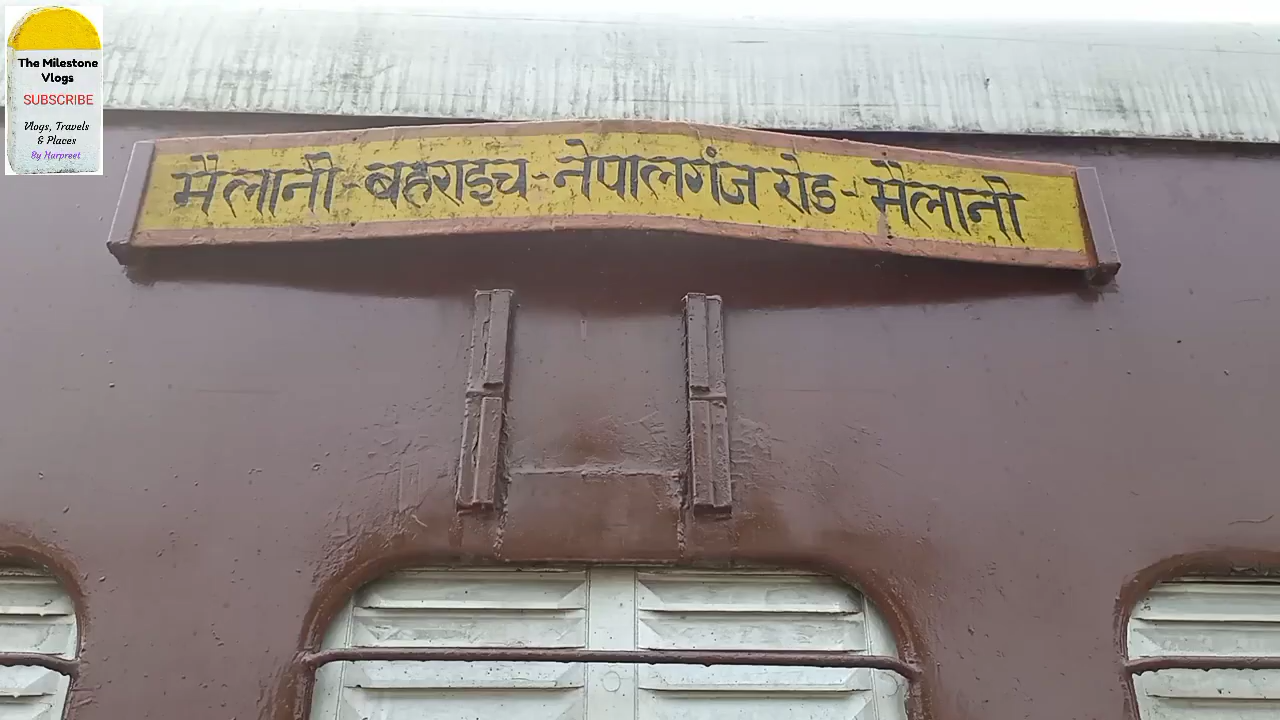 The Milestone
Vlogs
SUBSCRIBE
Vlogs, Travels
& Places
By Harpreet
मैलानी-बहराइच-नेपालगंज रोड-मैलानी